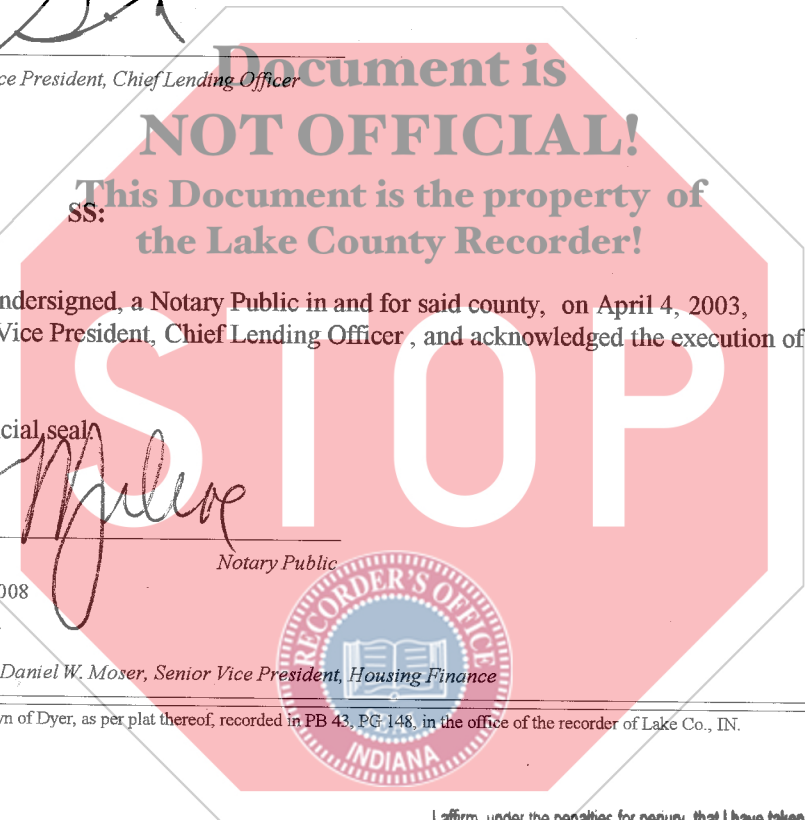 Document is
ce President, Chief Lending Officer
NOT OFFICIAL!
This Document is the property of
SS:
the Lake County Recorder!
ndersigned, a Notary Public in and for said county, on April 4, 2003,
Vice President, Chief Lending Officer , and acknowledged the execution of
STOP
cial seal.
Notary Public
008
RECORDER'S OFFICE
Daniel W. Moser, Senior Vice President, Housing Finance
SEAL
yn of Dyer, as per plat thereof, recorded in PB 43, PG 148, in the office of the recorder of Lake Co., IN.
INDIANA
I affirm, under the penalties for perjury, that I have taken